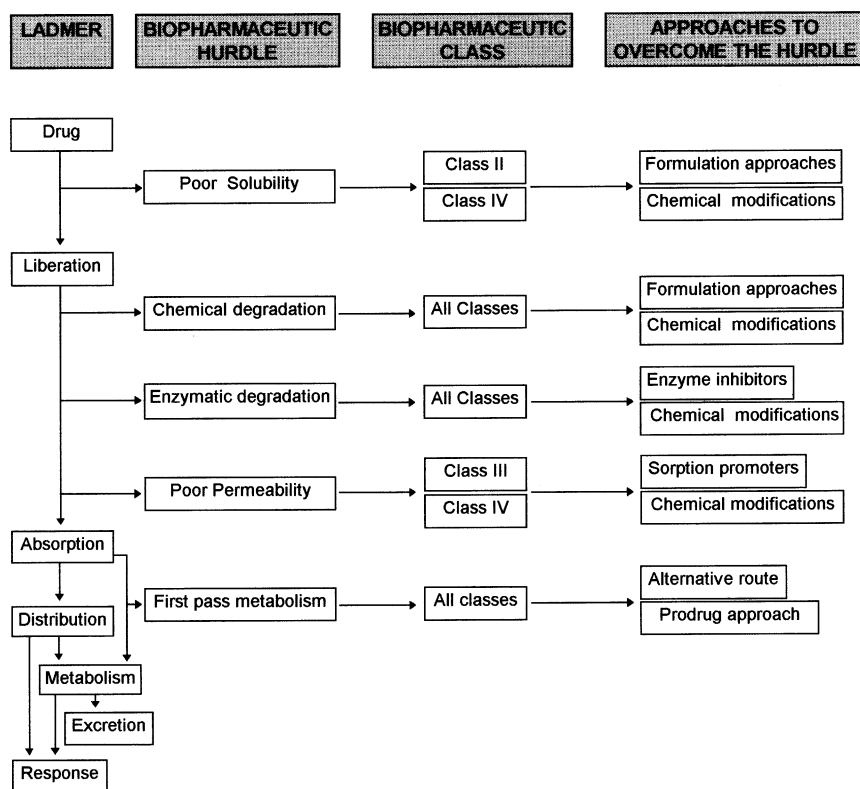 LADMER
BIOPHARMACEUTIC
HURDLE
BIOPHARMACEUTIC
CLASS
APPROACHES TO
OVERCOME THE HURDLE
Drug
Poor Solubility
Class II
Class IV
Formulation approaches
Chemical modifications
Liberation
Chemical degradation
All Classes
Formulation approaches
Chemical modifications
Enzymatic degradation
All Classes
Enzyme inhibitors
Chemical modifications
Poor Permeability
Class III
Class IV
Sorption promoters
Chemical modifications
Absorption
First pass metabolism
All classes
Alternative route
Prodrug approach
Distribution
Metabolism
Excretion
Response